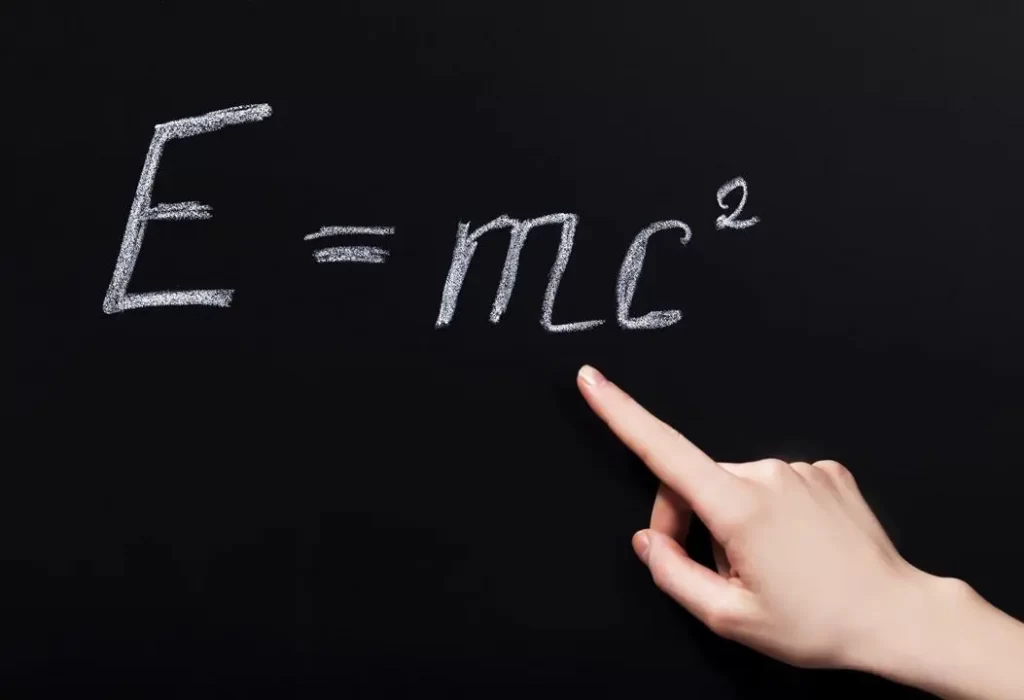 E = mc²